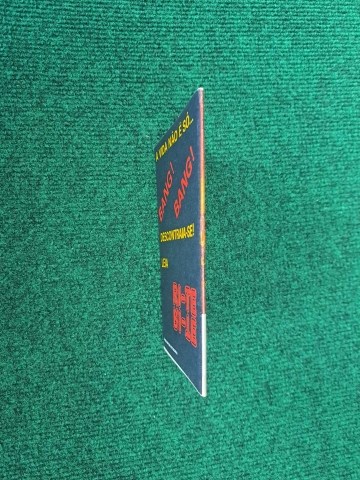 A VIDA NÃO É SÓ...
BANG!
BANG!
DESCONTRAIA-SE!
LEIA